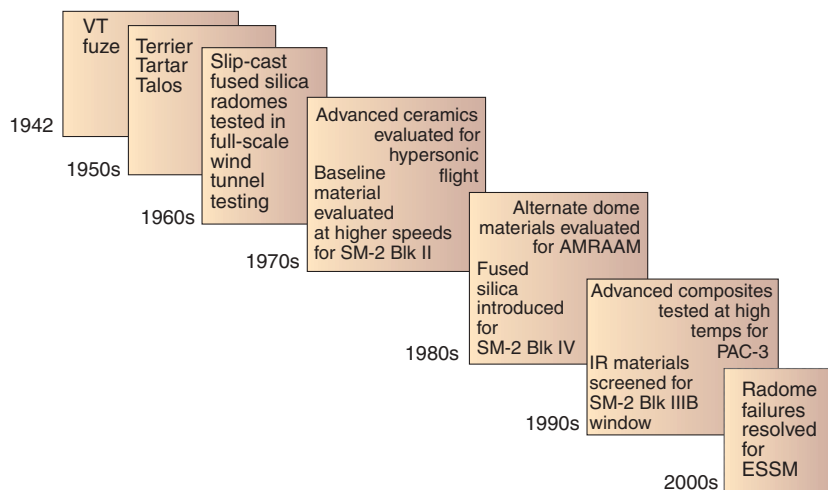 VT
fuze
1942
Terrier
Tartar
Talos
1950s
Slip-cast
fused silica
radomes
tested in
full-scale
wind
tunnel
testing
1960s
Advanced ceramics
evaluated for
hypersonic
flight
Baseline
material
evaluated
at higher speeds
for SM-2 Blk II
1970s
Alternate dome
materials evaluated
for AMRAAM
Fused
silica
introduced
for
SM-2 Blk IV
1980s
Advanced composites
tested at high
temps for
PAC-3
IR materials
screened for
SM-2 Blk IIIB
window
1990s
Radome
failures
resolved
for
ESSM
2000s